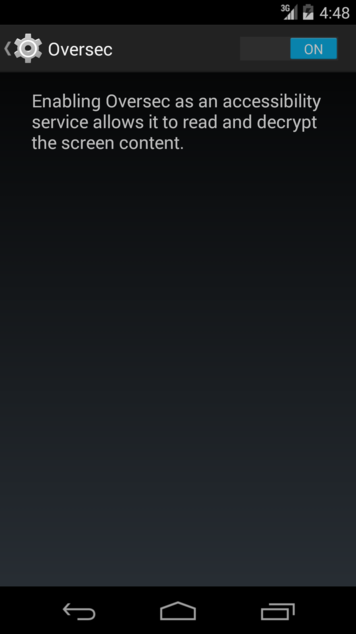 3G 4:48
Oversec ON
Enabling Oversec as an accessibility
service allows it to read and decrypt
the screen content.